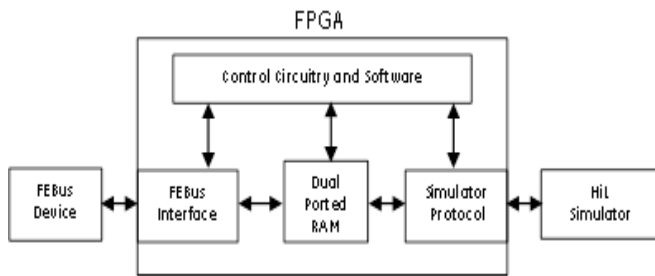 FPGA
Control Circuitry and Software
FEBus
Device
FEBus
Interface
Dual
Ported
RAM
Simulator
Protocol
HiL
Simulator